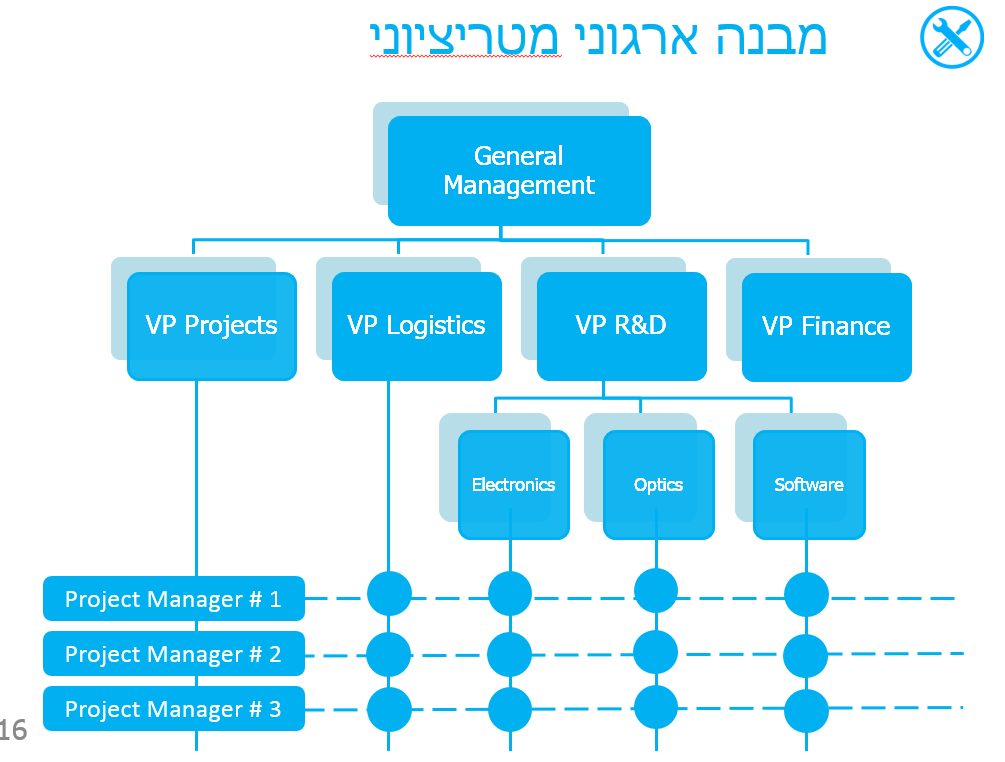 מבנה ארגוני מטריציוני
General
Management
VP Projects
VP Logistics
VP R&D
VP Finance
Electronics
Optics
Software
Project Manager # 1
Project Manager # 2
Project Manager # 3
16